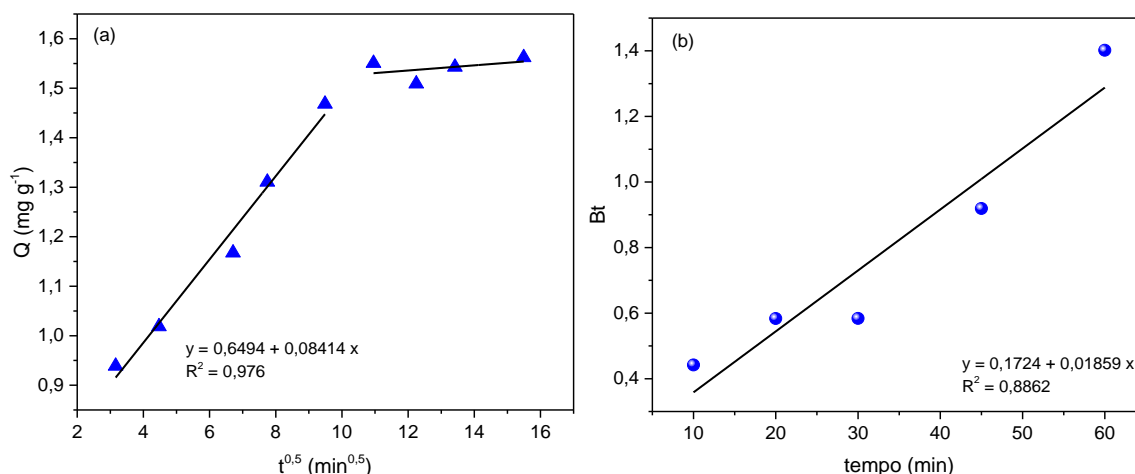 (a)
1,6
1,5
1,4
1,3
1,2
1,1
1,0
0,9
Q (mg g⁻¹)
y = 0,6494 + 0,08414 x
R² = 0,976
2 4 6 8 10 12 14 16
t⁰,⁵ (min⁰,⁵)
(b)
1,4
1,2
1,0
0,8
0,6
0,4
Bt
y = 0,1724 + 0,01859 x
R² = 0,8862
10 20 30 40 50 60
tempo (min)